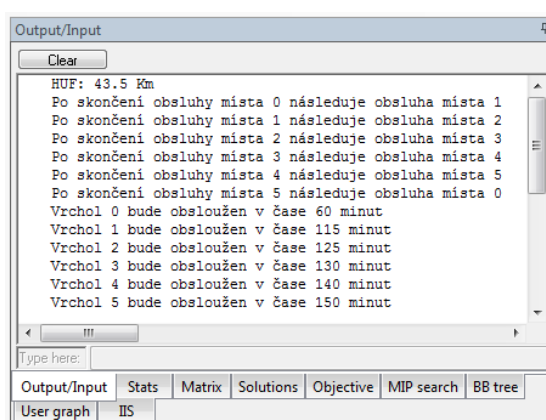 Output/Input
Clear
HUF: 43.5 Km
Po skončení obsluhy místa 0 následuje obsluha místa 1
Po skončení obsluhy místa 1 následuje obsluha místa 2
Po skončení obsluhy místa 2 následuje obsluha místa 3
Po skončení obsluhy místa 3 následuje obsluha místa 4
Po skončení obsluhy místa 4 následuje obsluha místa 5
Po skončení obsluhy místa 5 následuje obsluha místa 0
Vrchol 0 bude obsloužen v čase 60 minut
Vrchol 1 bude obsloužen v čase 115 minut
Vrchol 2 bude obsloužen v čase 125 minut
Vrchol 3 bude obsloužen v čase 130 minut
Vrchol 4 bude obsloužen v čase 140 minut
Vrchol 5 bude obsloužen v čase 150 minut
Type here:
Output/Input Stats Matrix Solutions Objective MIP search BB tree
User graph IIS